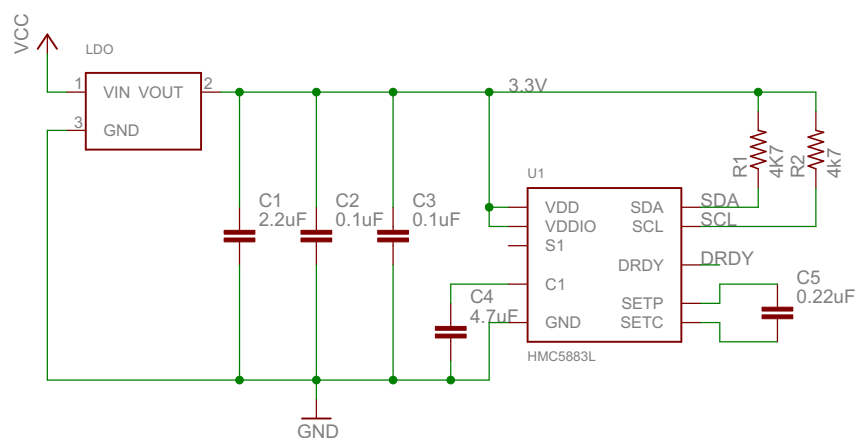 VCC
LDO
1 VIN VOUT 2
3 GND
3.3V
R1
4K7
R2
4k7
C1
2.2uF
C2
0.1uF
C3
0.1uF
U1
VDD SDA SDA
VDDIO SCL SCL
S1
DRDY DRDY
C1
C4
4.7uF
SETP
GND SETC
C5
0.22uF
HMC5883L
GND